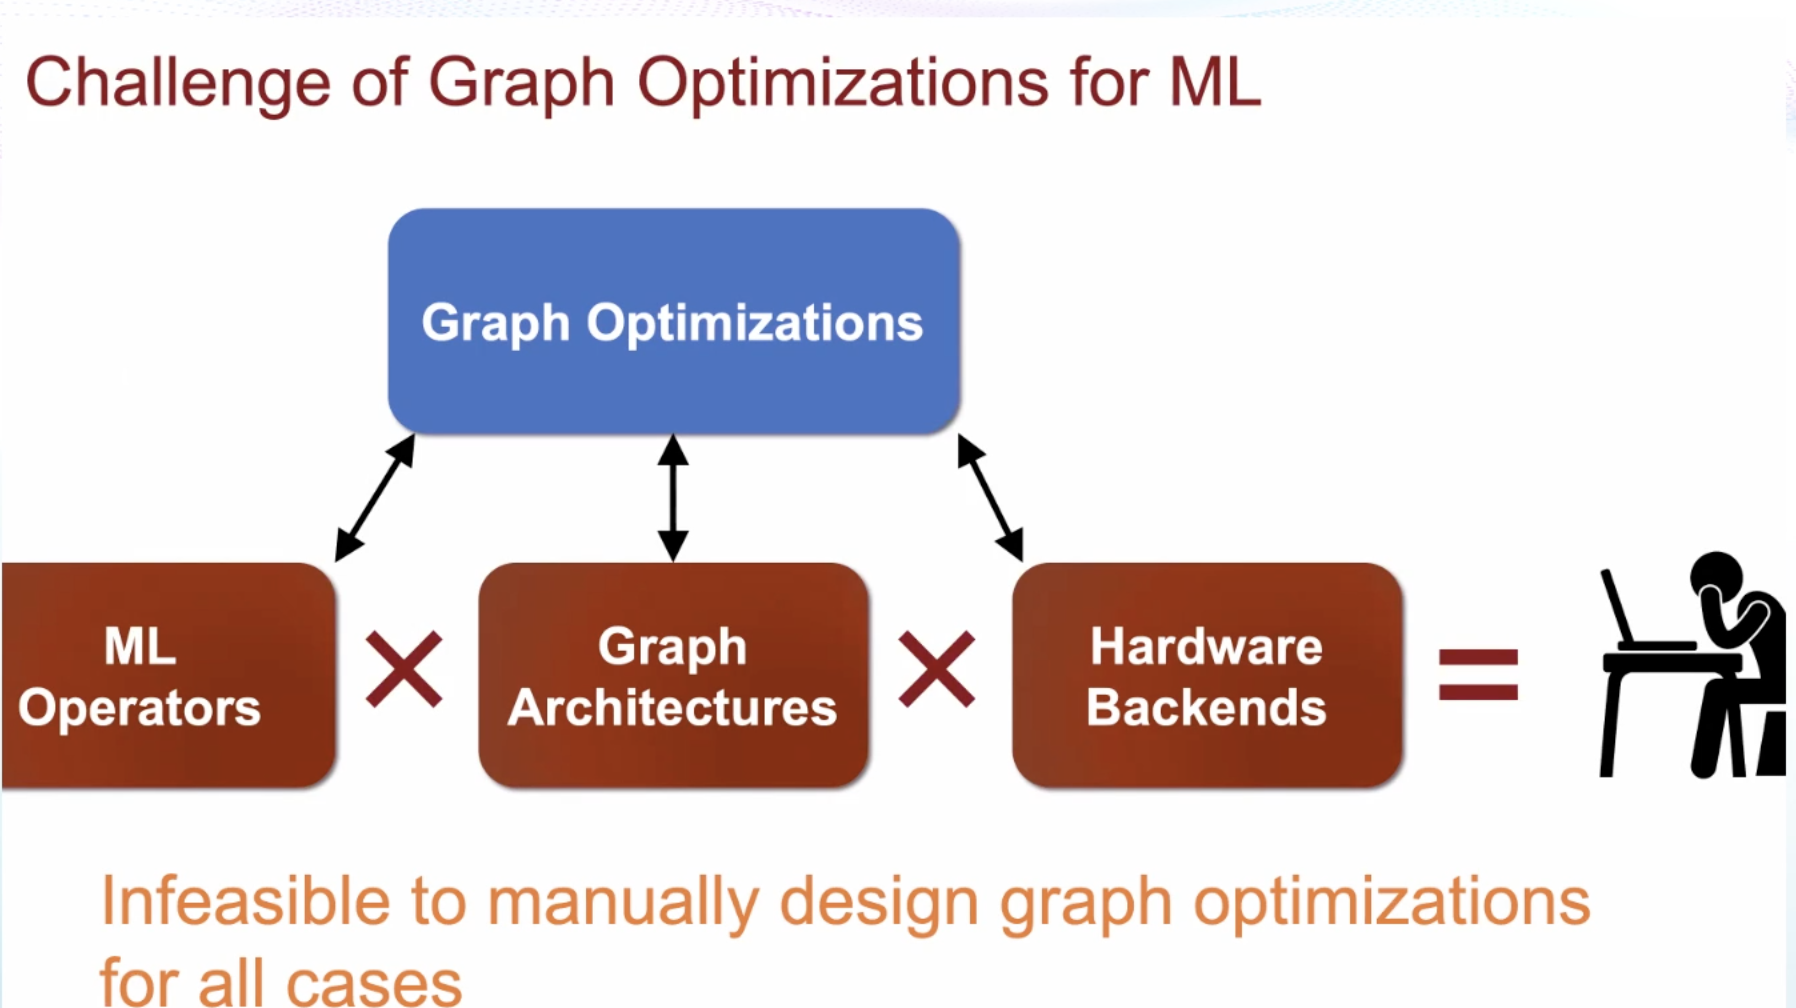 Challenge of Graph Optimizations for ML
Graph Optimizations
ML
Operators
×
Graph
Architectures
×
Hardware
Backends
=
Infeasible to manually design graph optimizations
for all cases